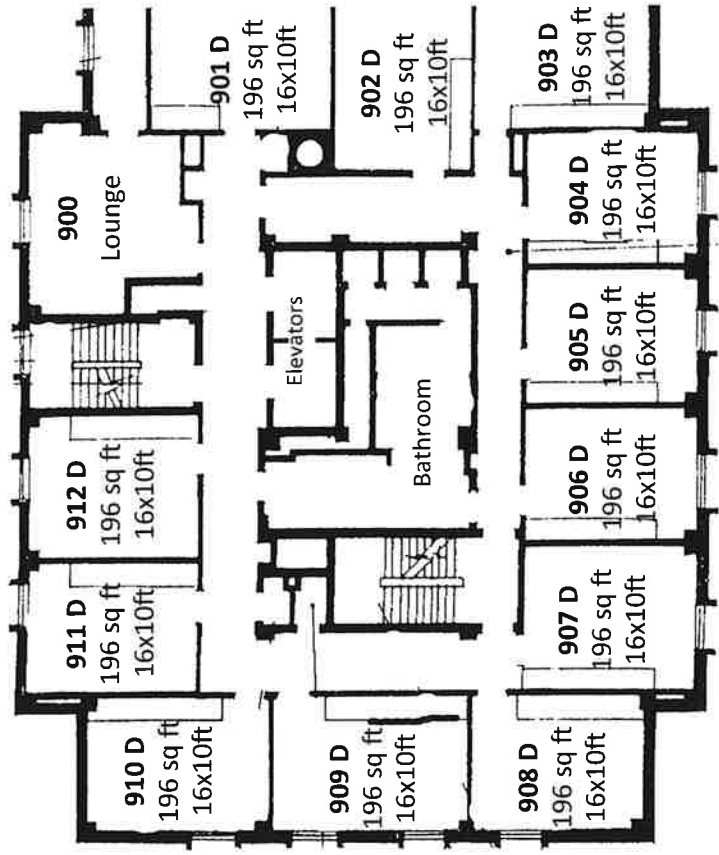 900
Lounge
901 D
196 sq ft
16x10ft
902 D
196 sq ft
16x10ft
903 D
196 sq ft
16x10ft
904 D
196 sq ft
16x10ft
905 D
196 sq ft
16x10ft
906 D
196 sq ft
16x10ft
907 D
196 sq ft
16x10ft
908 D
196 sq ft
16x10ft
909 D
196 sq ft
16x10ft
910 D
196 sq ft
16x10ft
911 D
196 sq ft
16x10ft
912 D
196 sq ft
16x10ft
Elevators
Bathroom